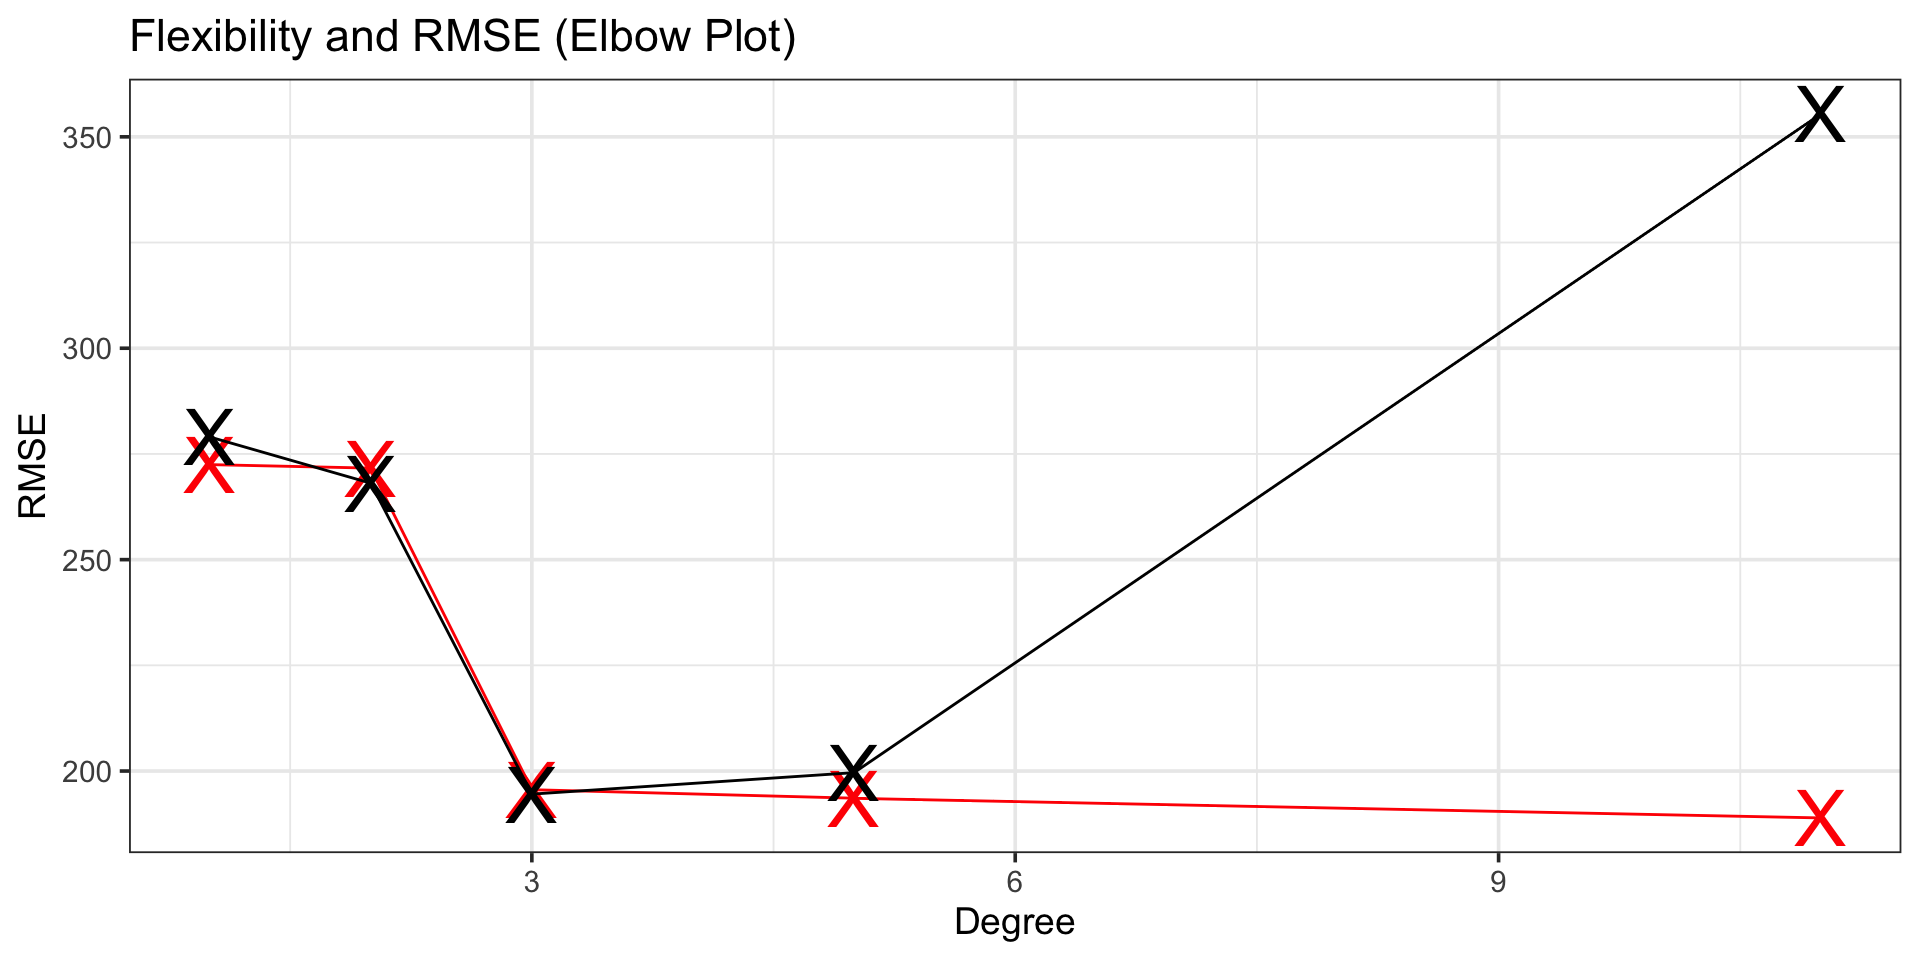 Flexibility and RMSE (Elbow Plot)
350
300
250
200
RMSE
X X X X X
X X X X X
3 6 9
Degree